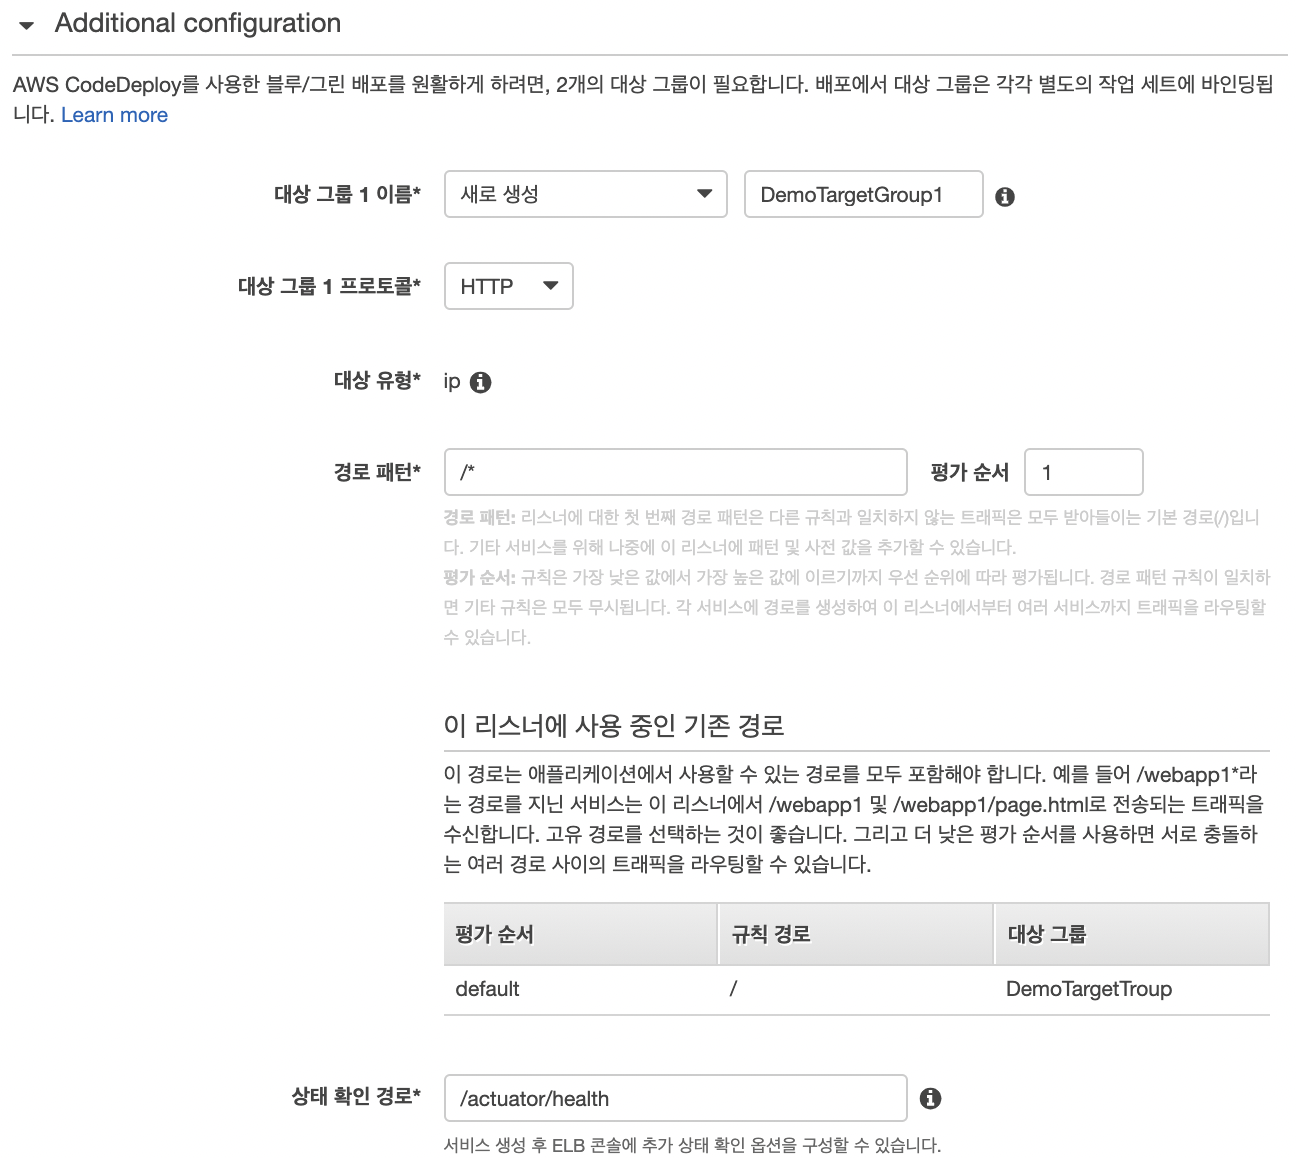 Additional configuration
AWS CodeDeploy를 사용한 블루/그린 배포를 원활하게 하려면, 2개의 대상 그룹이 필요합니다. 배포에서 대상 그룹은 각각 별도의 작업 세트에 바인딩됩
니다. Learn more
대상 그룹 1 이름* 새로 생성 DemoTargetGroup1
대상 그룹 1 프로토콜* HTTP
대상 유형* ip
경로 패턴* /* 평가 순서 1
경로 패턴: 리스너에 대한 첫 번째 경로 패턴은 다른 규칙과 일치하지 않는 트래픽은 모두 받아들이는 기본 경로(/)입니
다. 기타 서비스를 위해 나중에 이 리스너에 패턴 및 사전 값을 추가할 수 있습니다.
평가 순서: 규칙은 가장 낮은 값에서 가장 높은 값에 이르기까지 우선 순위에 따라 평가됩니다. 경로 패턴 규칙이 일치하
면 기타 규칙은 모두 무시됩니다. 각 서비스에 경로를 생성하여 이 리스너에서부터 여러 서비스까지 트래픽을 라우팅할
수 있습니다.
이 리스너에 사용 중인 기존 경로
이 경로는 애플리케이션에서 사용할 수 있는 경로를 모두 포함해야 합니다. 예를 들어 /webapp1*라
는 경로를 지닌 서비스는 이 리스너에서 /webapp1 및 /webapp1/page.html로 전송되는 트래픽을
수신합니다. 고유 경로를 선택하는 것이 좋습니다. 그리고 더 낮은 평가 순서를 사용하면 서로 충돌하
는 여러 경로 사이의 트래픽을 라우팅할 수 있습니다.
평가 순서 규칙 경로 대상 그룹
default / DemoTargetTroup
상태 확인 경로* /actuator/health
서비스 생성 후 ELB 콘솔에 추가 상태 확인 옵션을 구성할 수 있습니다.